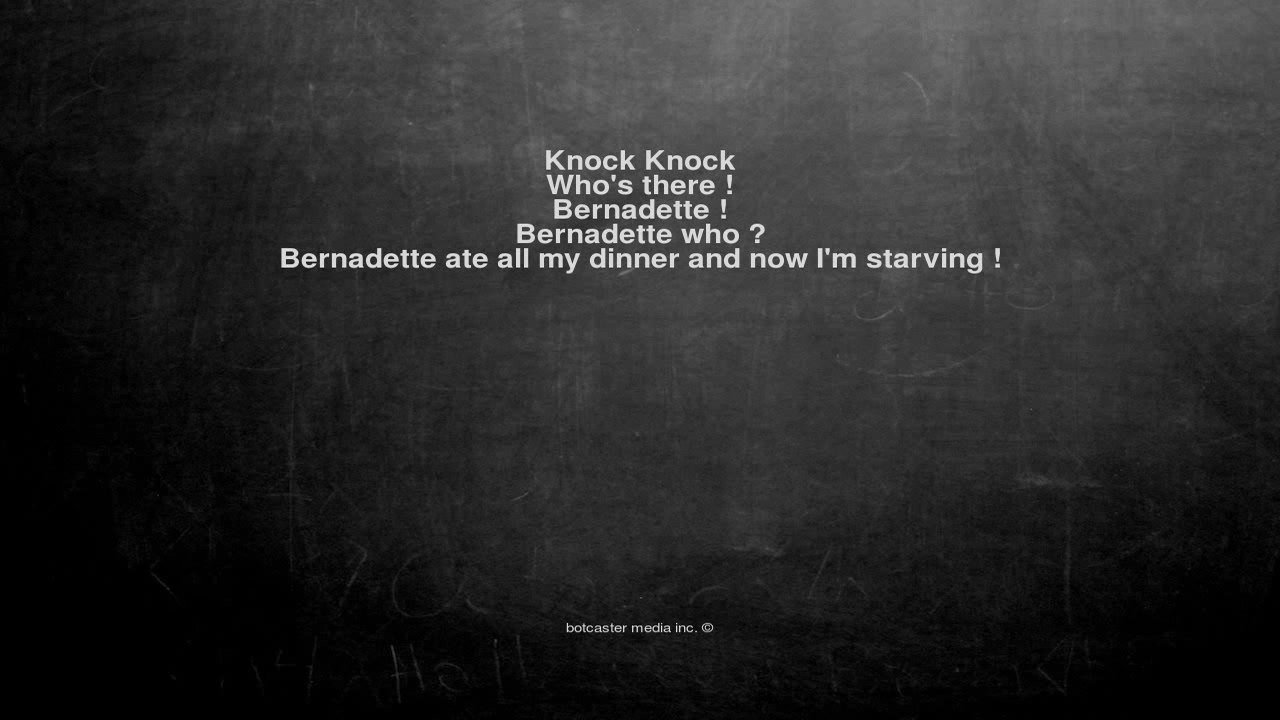 Knock Knock
Who's there !
Bernadette !
Bernadette who ?
Bernadette ate all my dinner and now I'm starving !
botcaster media inc. ©